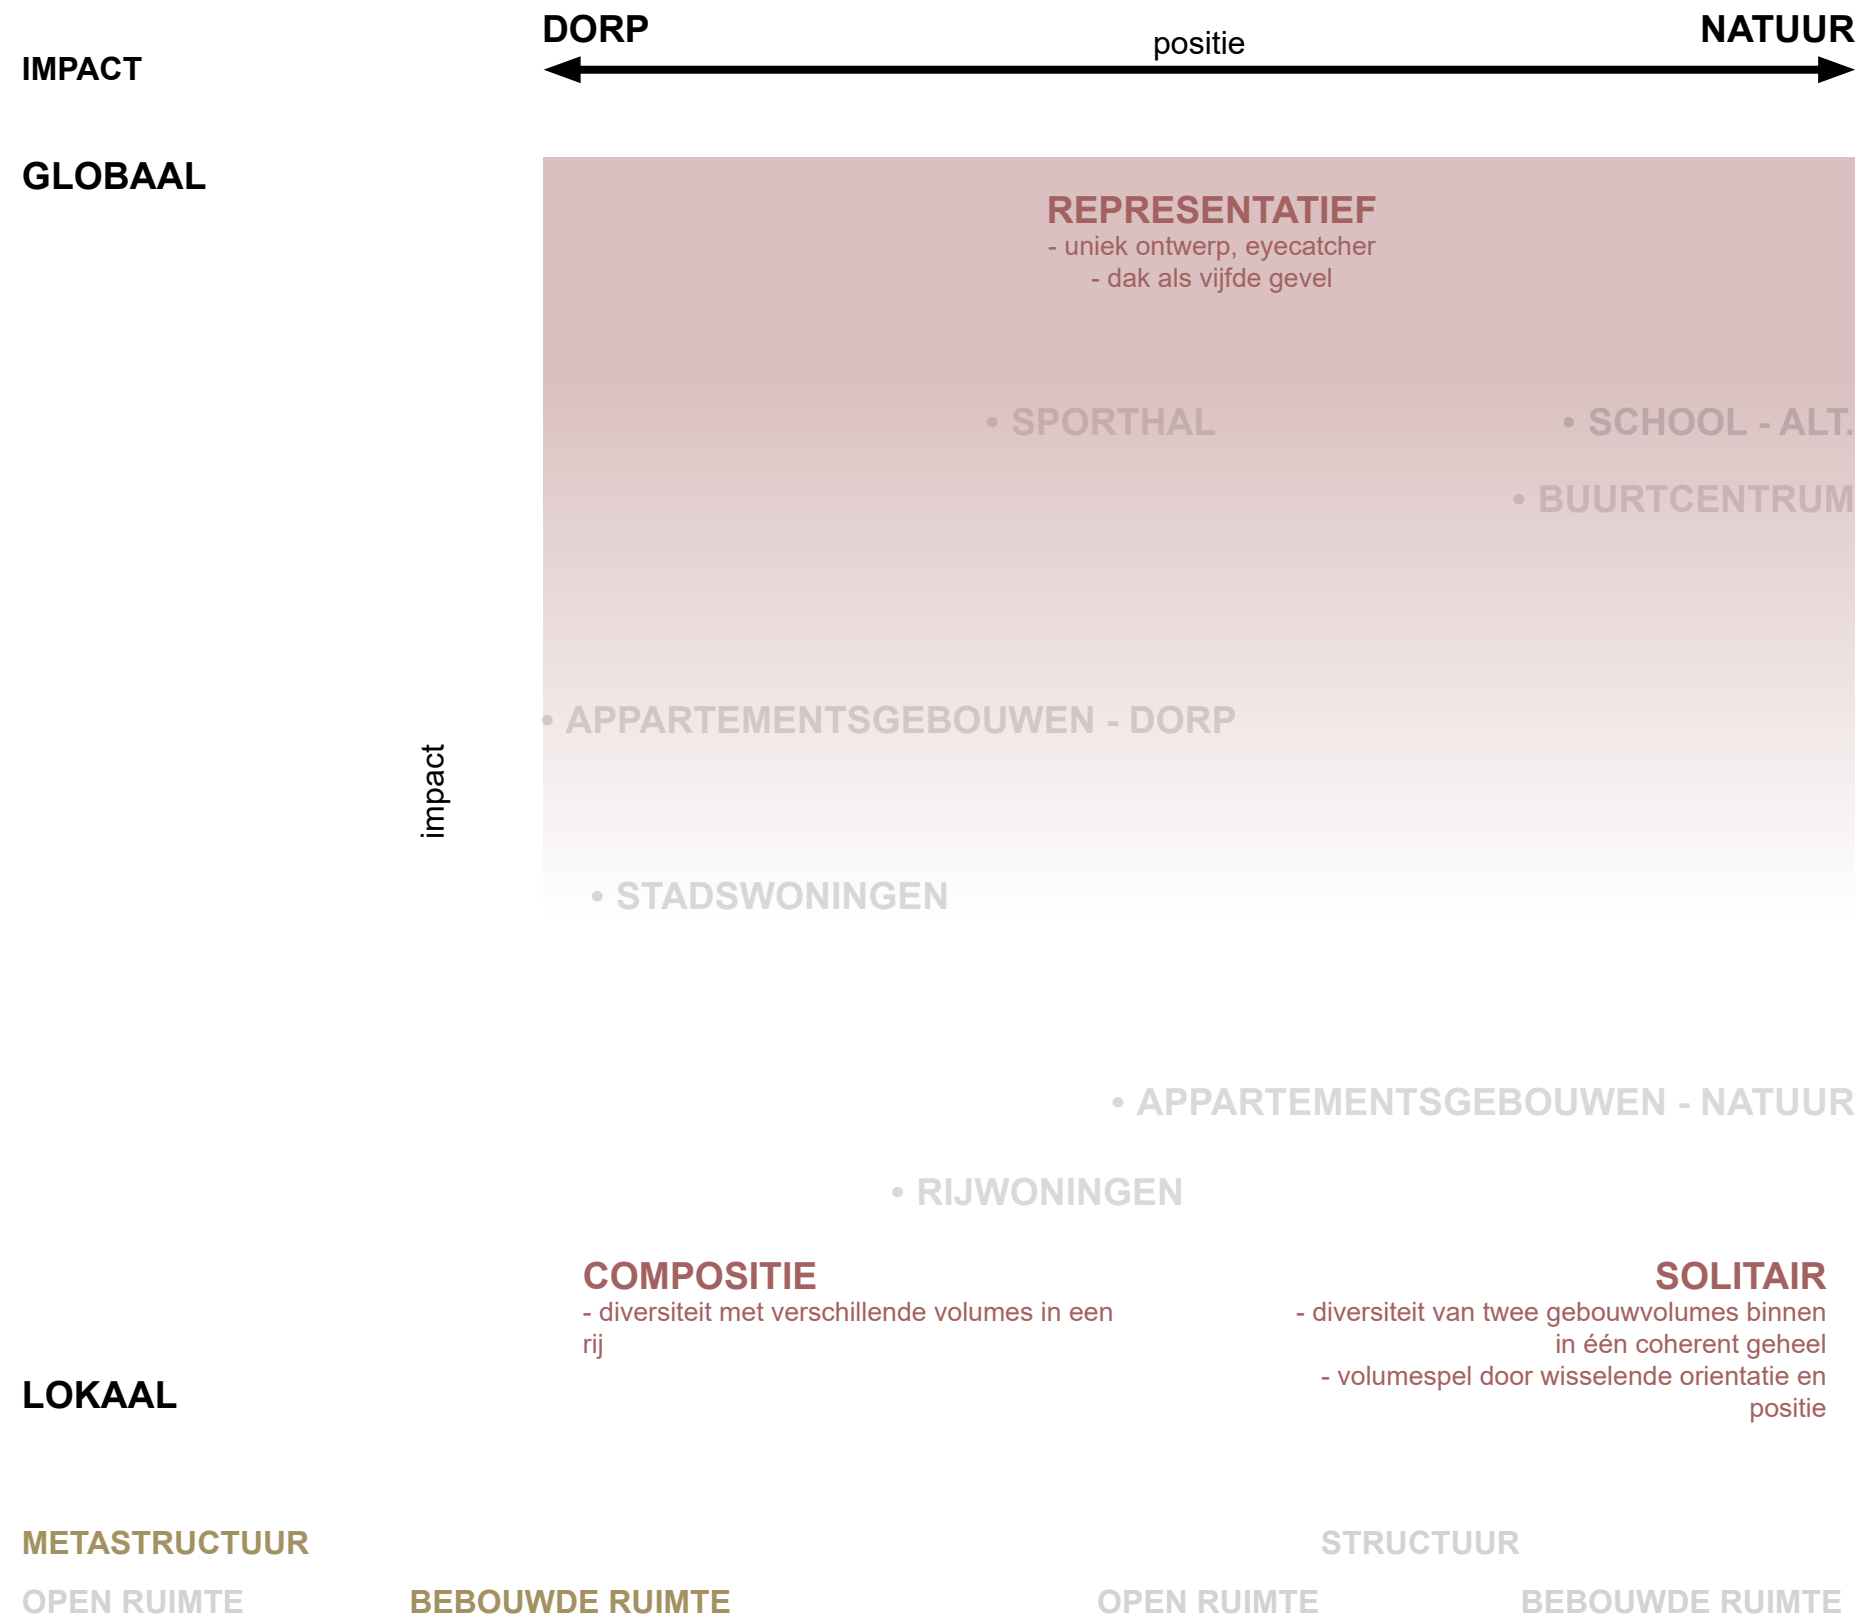 DORP
positie
NATUUR
IMPACT
GLOBAAL
REPRESENTATIEF
- uniek ontwerp, eyecatcher
- dak als vijfde gevel
• SPORTHAL
• SCHOOL - ALT.
• BUURTCENTRUM
• APPARTEMENTSGEBOUWEN - DORP
impact
• STADSWONINGEN
• APPARTEMENTSGEBOUWEN - NATUUR
• RIJWONINGEN
COMPOSITIE
- diversiteit met verschillende volumes in een
rij
SOLITAIR
- diversiteit van twee gebouwvolumes binnen
in één coherent geheel
- volumespel door wisselende orientatie en
positie
LOKAAL
METASTRUCTUUR
STRUCTUUR
OPEN RUIMTE
BEBOUWDE RUIMTE
OPEN RUIMTE
BEBOUWDE RUIMTE